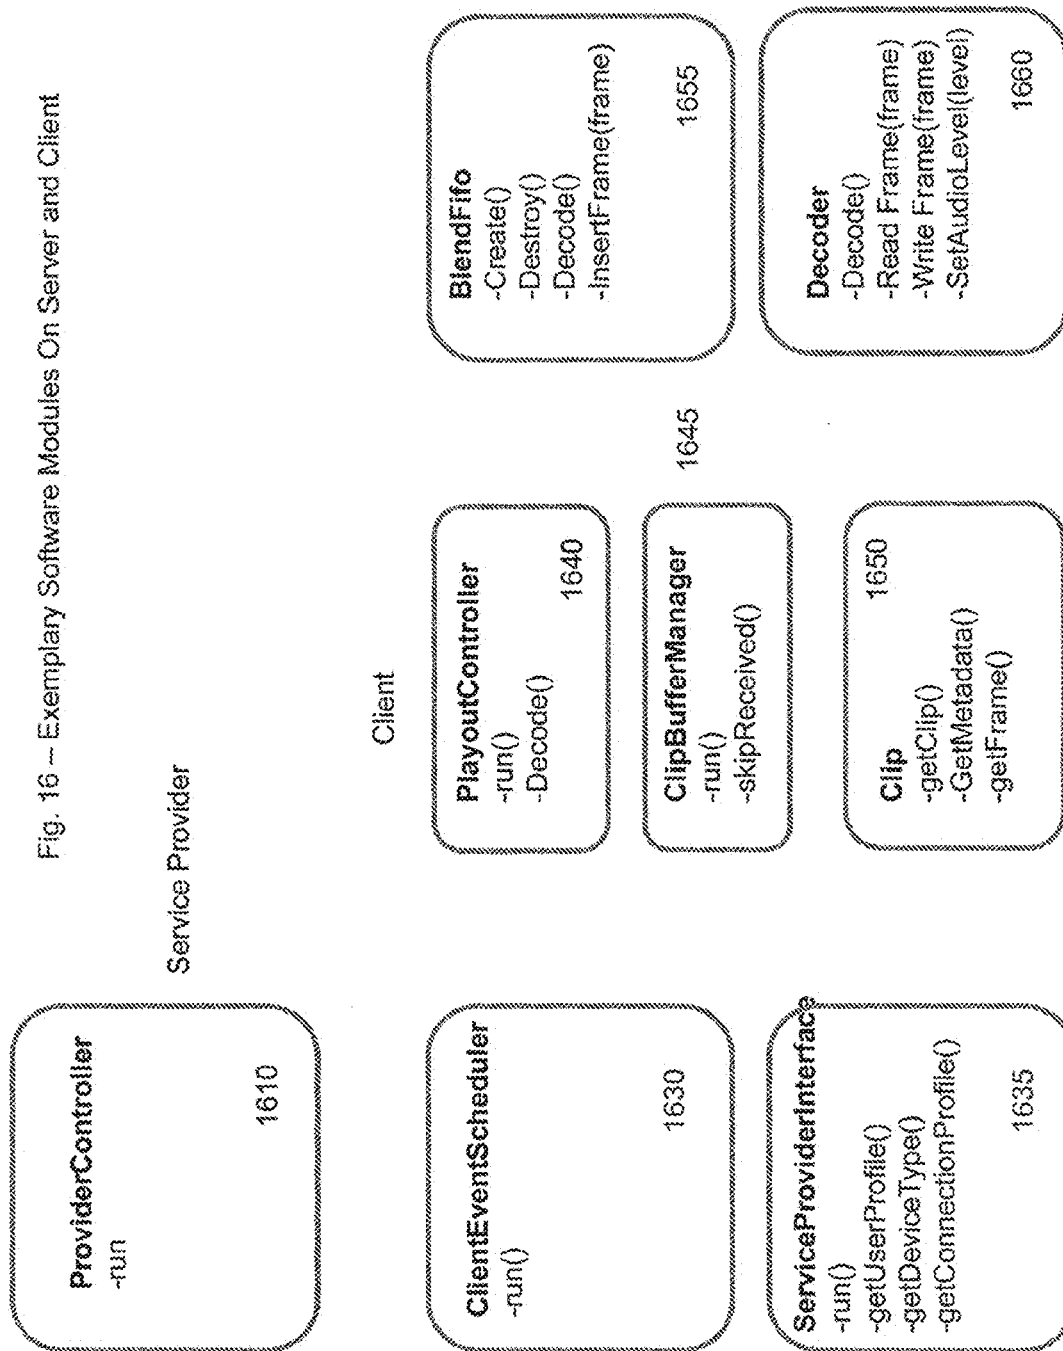 Fig. 16 – Exemplary Software Modules On Server and Client
Service Provider
ProviderController
-run
1610
Client
ClientEventScheduler
-run()
1630
ServiceProviderInterface
-run()
-getUserProfile()
-getDeviceType()
-getConnectionProfile()
1635
PlayoutController
-run()
-Decode()
1640
ClipBufferManager
-run()
-skipReceived()
1645
Clip
-getClip()
-GetMetadata()
-getFrame()
1650
BlendFifo
-Create()
-Destroy()
-Decode()
-InsertFrame(frame)
1655
Decoder
-Decode()
-Read Frame(frame)
-Write Frame(frame)
-SetAudioLevel(level)
1660